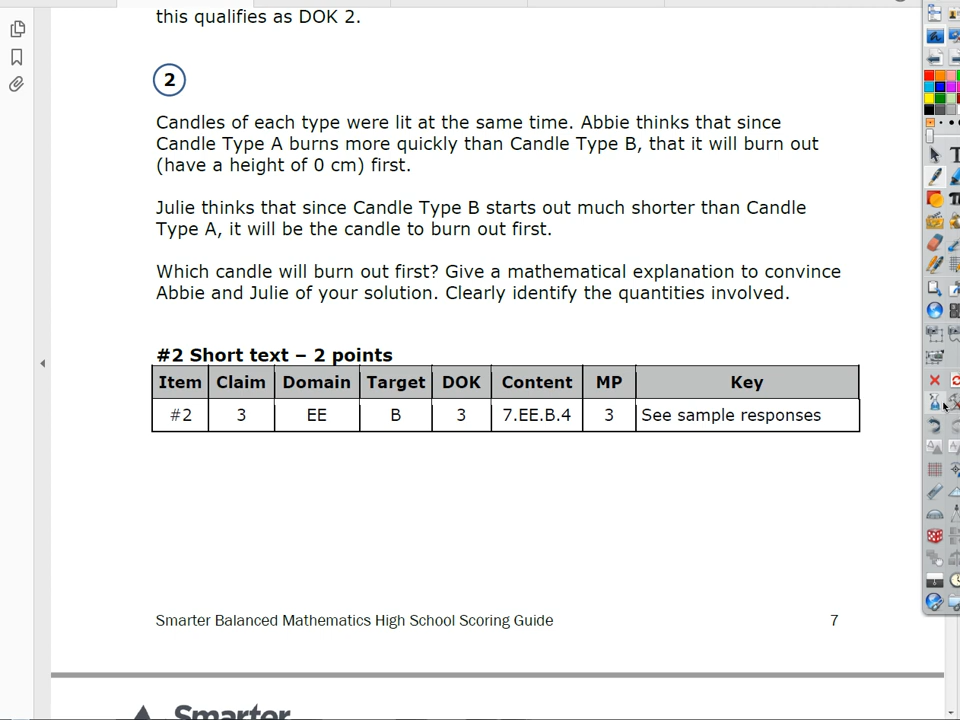 this qualifies as DOK 2.
2
Candles of each type were lit at the same time. Abbie thinks that since
Candle Type A burns more quickly than Candle Type B, that it will burn out
(have a height of 0 cm) first.
Julie thinks that since Candle Type B starts out much shorter than Candle
Type A, it will be the candle to burn out first.
Which candle will burn out first? Give a mathematical explanation to convince
Abbie and Julie of your solution. Clearly identify the quantities involved.
#2 Short text – 2 points
Item Claim Domain Target DOK Content MP Key
#2 3 EE B 3 7.EE.B.4 3 See sample responses
Smarter Balanced Mathematics High School Scoring Guide 7
Smarter